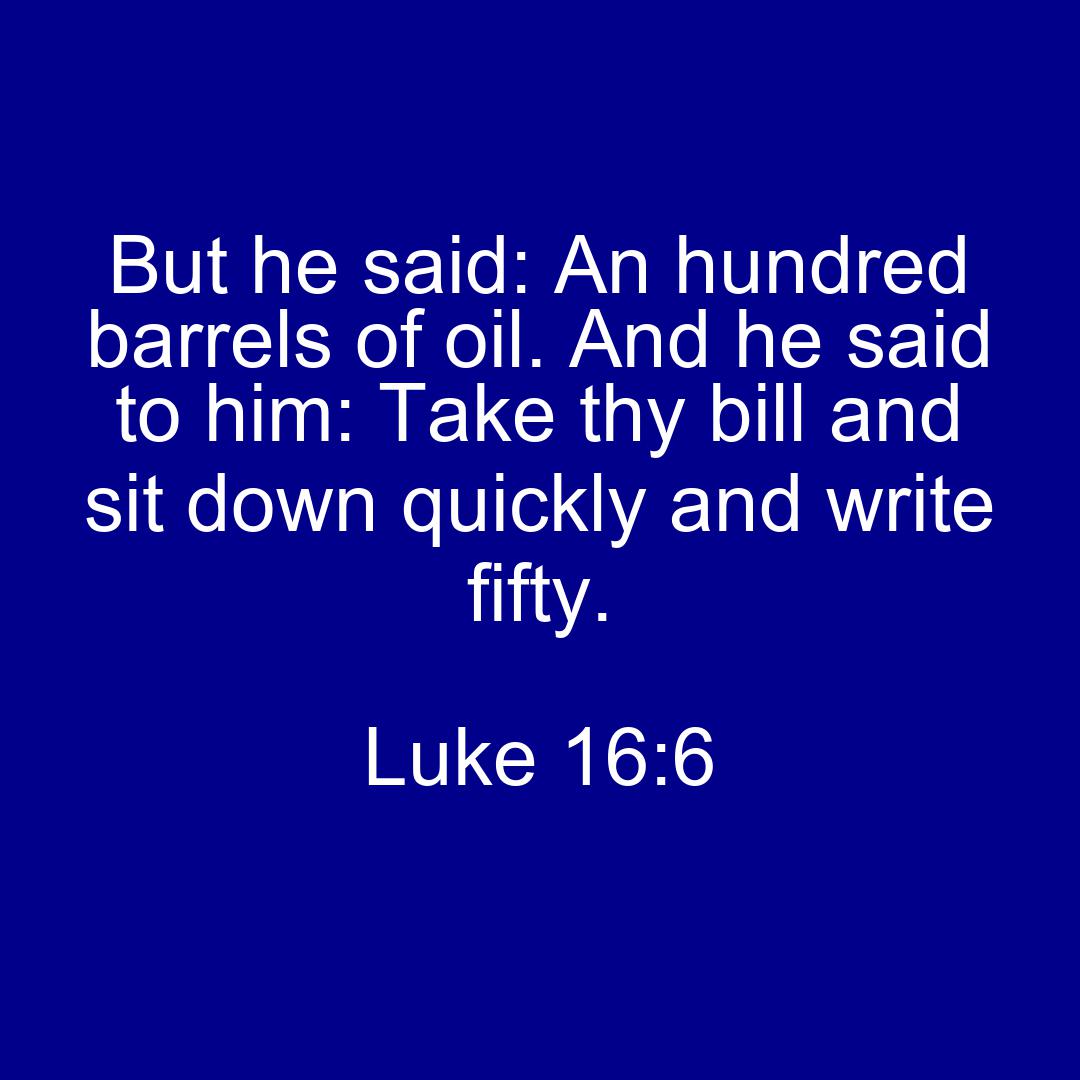 But he said: An hundred
barrels of oil. And he said
to him: Take thy bill and
sit down quickly and write
fifty.
Luke 16:6